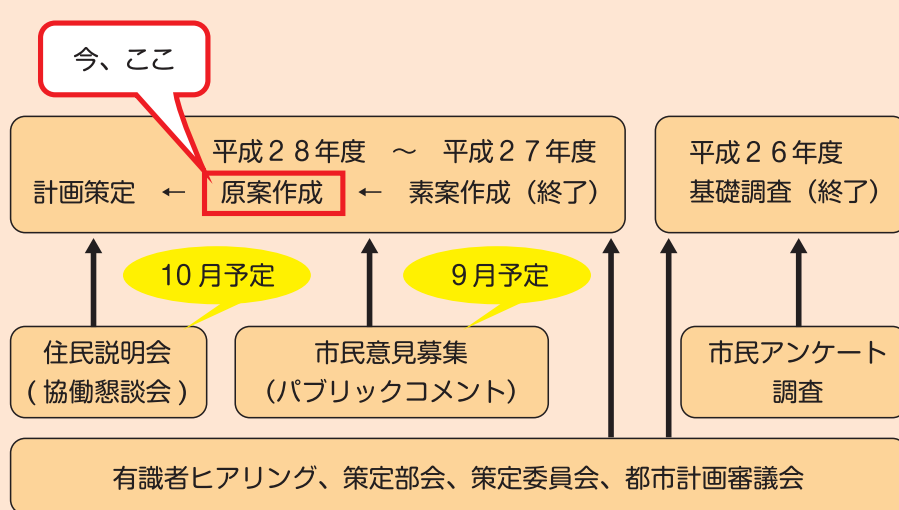 今、ここ
平成２８年度　～　平成２７年度
計画策定　←　原案作成　←　素案作成（終了）
平成２６年度
基礎調査（終了）
10月予定
９月予定
住民説明会
(協働懇談会)
市民意見募集
（パブリックコメント）
市民アンケート
調査
有識者ヒアリング、策定部会、策定委員会、都市計画審議会